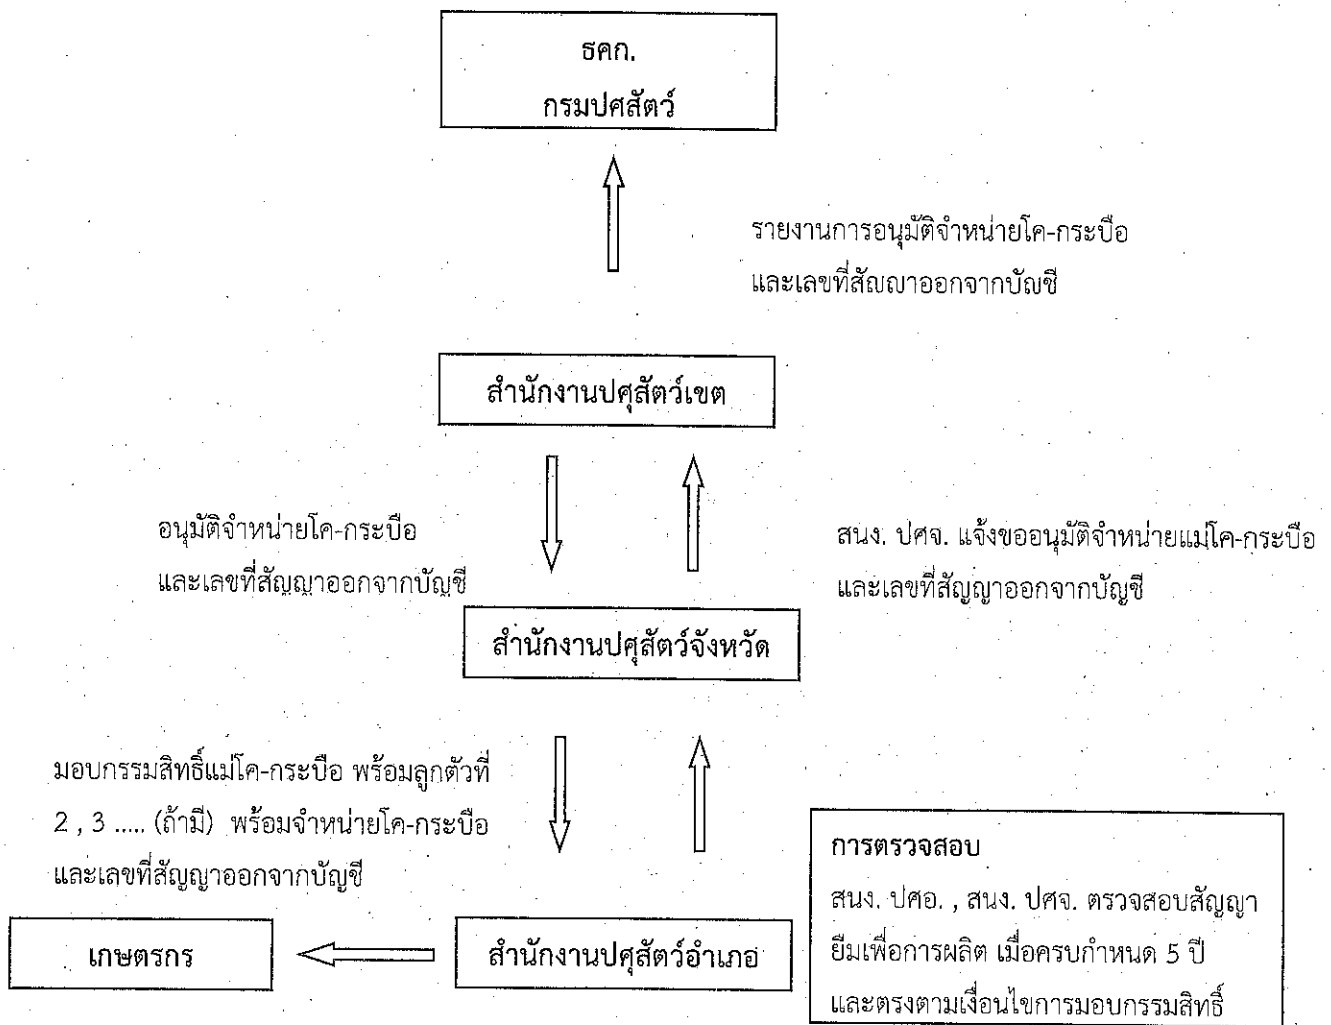 ธคก.
กรมปศสัตว์
รายงานการอนุมัติจำหน่ายโค-กระบือ
และเลขที่สัญญาออกจากบัญชี
สำนักงานปศุสัตว์เขต
อนุมัติจำหน่ายโค-กระบือ
และเลขที่สัญญาออกจากบัญชี
สนง. ปศจ. แจ้งขออนุมัติจำหน่ายแม่โค-กระบือ
และเลขที่สัญญาออกจากบัญชี
สำนักงานปศุสัตว์จังหวัด
มอบกรรมสิทธิ์แม่โค-กระบือ พร้อมลูกตัวที่
2 , 3 ..... (ถ้ามี) พร้อมจำหน่ายโค-กระบือ
และเลขที่สัญญาออกจากบัญชี
เกษตรกร
สำนักงานปศุสัตว์อำเภอ
การตรวจสอบ
สนง. ปศอ. , สนง. ปศจ. ตรวจสอบสัญญา
ยืมเพื่อการผลิต เมื่อครบกำหนด 5 ปี
และตรงตามเงื่อนไขการมอบกรรมสิทธิ์